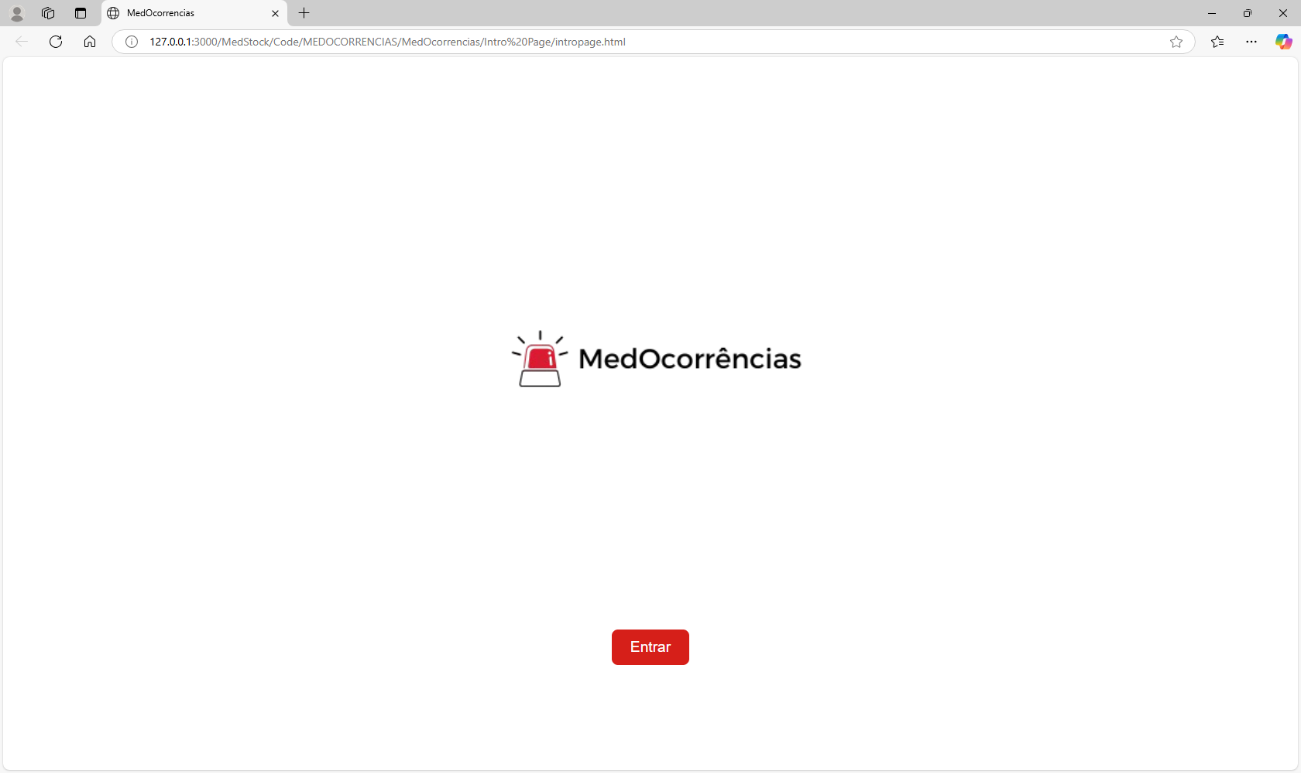 MedOcorrencias
127.0.0.1:3000/MedStock/Code/MEDOCORRENCIAS/MedOcorrencias/Intro%20Page/intropage.html
MedOcorrências
Entrar